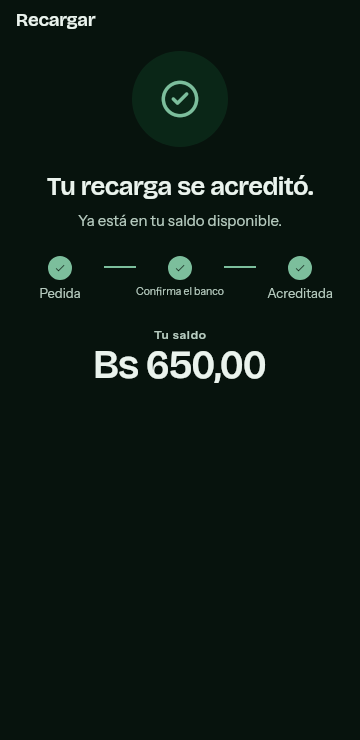 Recargar
Tu recarga se acreditó.
Ya está en tu saldo disponible.
Pedida
Confirma el banco
Acreditada
Tu saldo
Bs 650,00